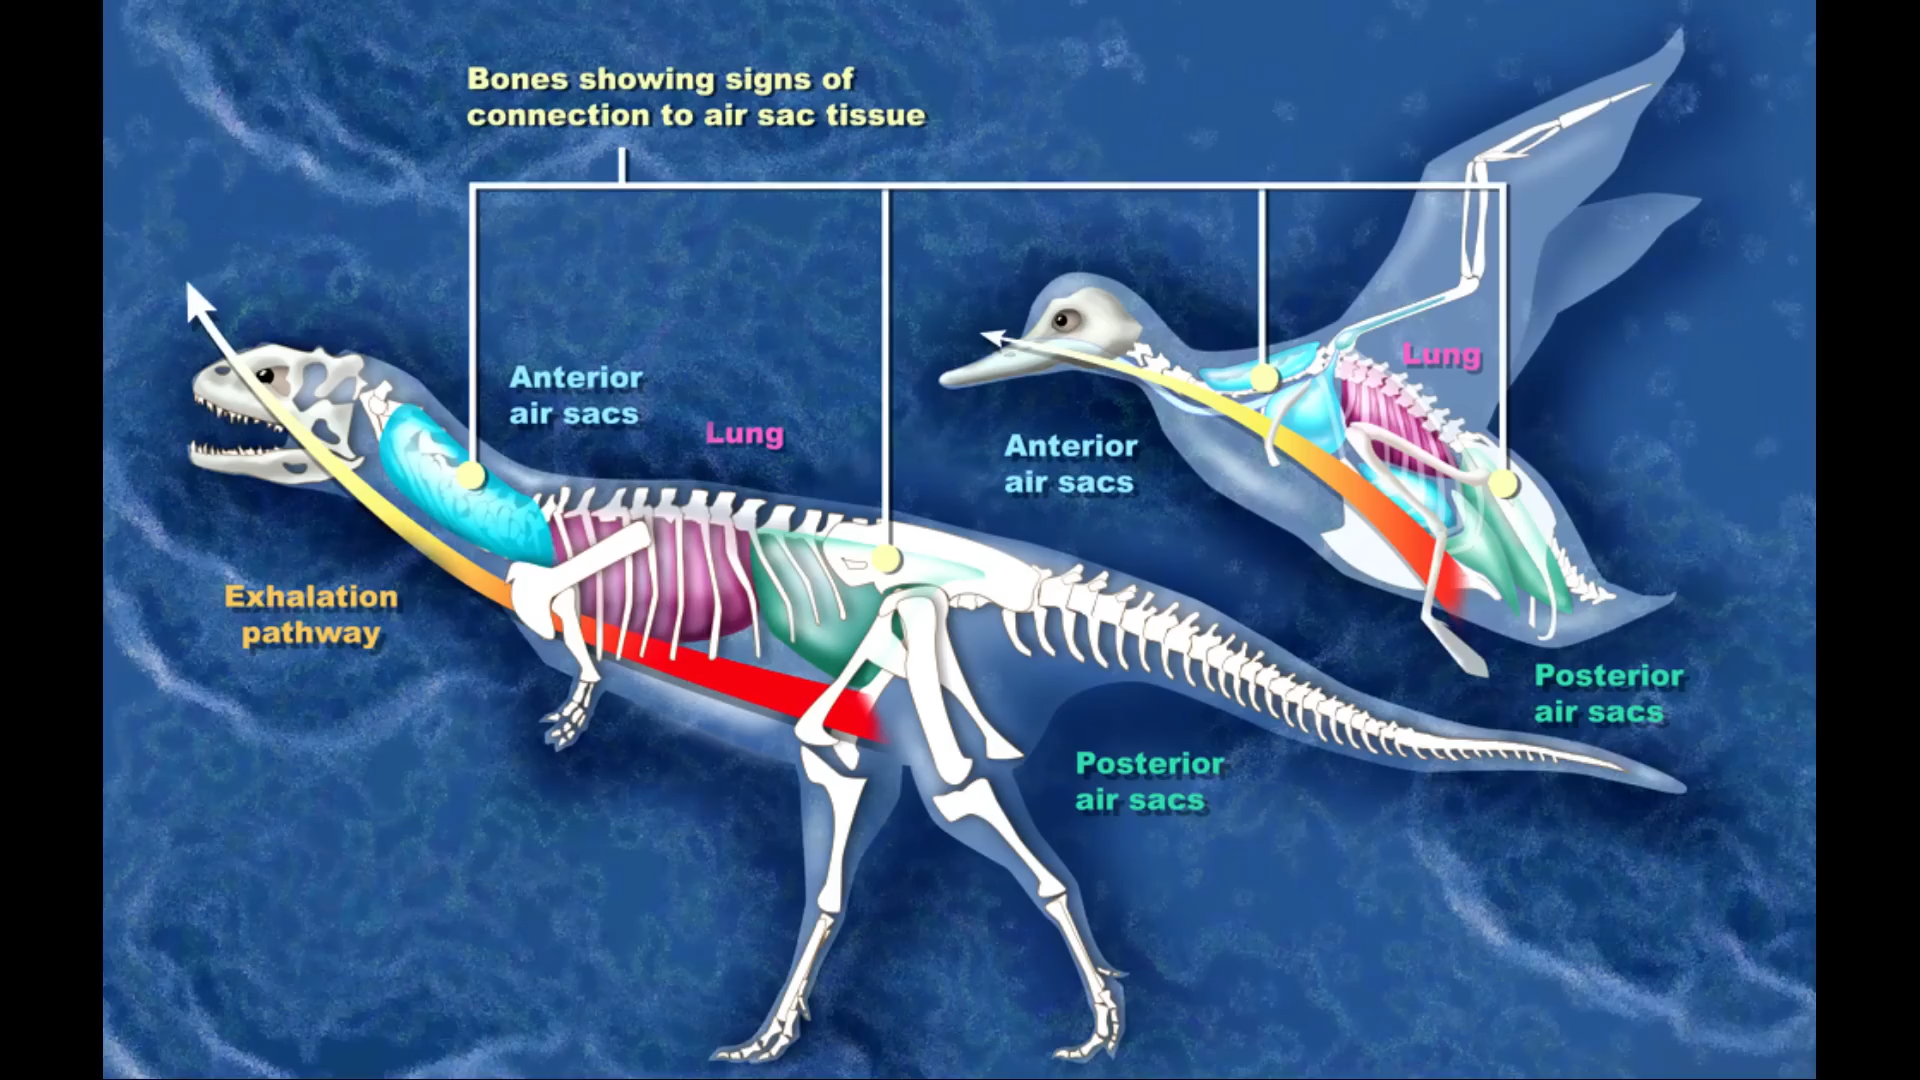 Bones showing signs of
connection to air sac tissue
Anterior
air sacs
Lung
Exhalation
pathway
Posterior
air sacs
Lung
Anterior
air sacs
Posterior
air sacs